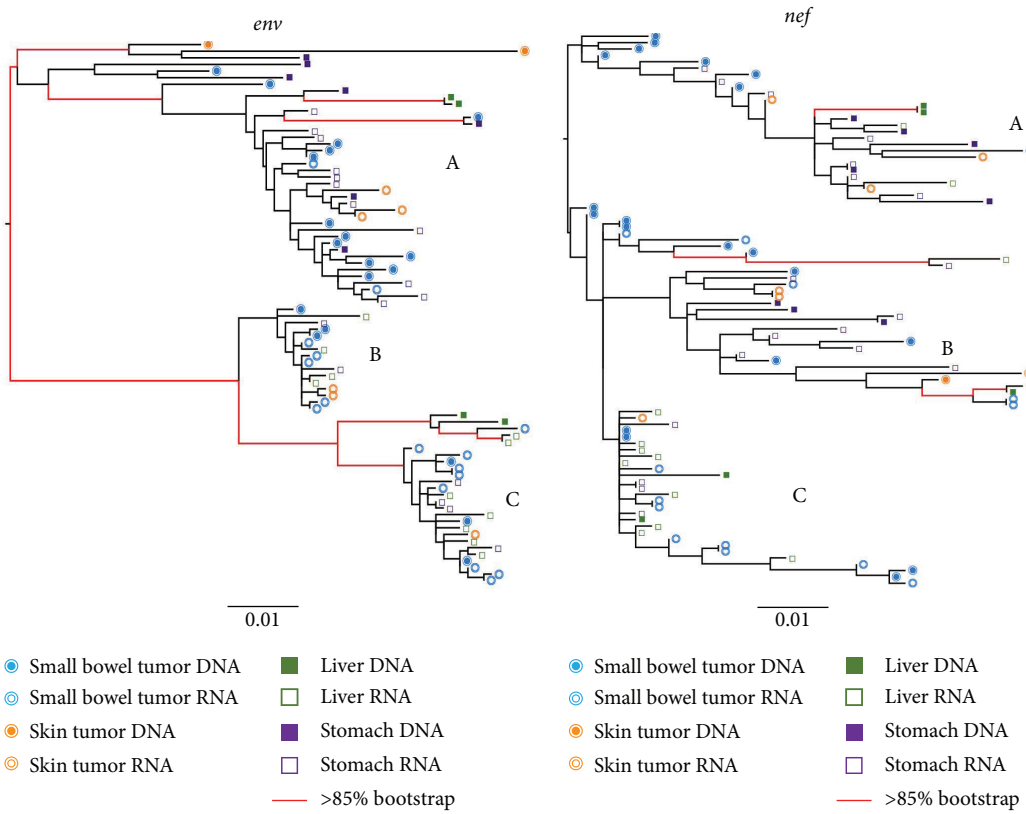 env
nef
A
B
C
A
B
C
0.01
0.01
Small bowel tumor DNA
Small bowel tumor RNA
Skin tumor DNA
Skin tumor RNA
Liver DNA
Liver RNA
Stomach DNA
Stomach RNA
>85% bootstrap
Small bowel tumor DNA
Small bowel tumor RNA
Skin tumor DNA
Skin tumor RNA
Liver DNA
Liver RNA
Stomach DNA
Stomach RNA
>85% bootstrap